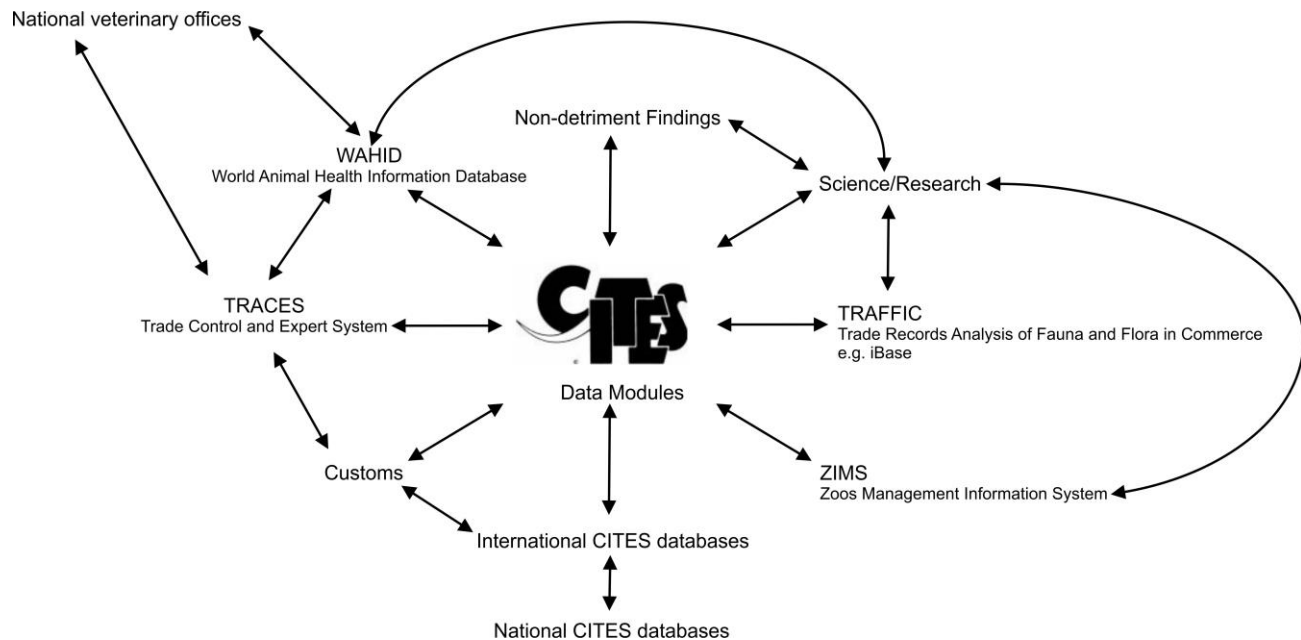 National veterinary offices
Non-detriment Findings
WAHID
World Animal Health Information Database
Science/Research
CITES
TRACES
Trade Control and Expert System
TRAFFIC
Trade Records Analysis of Fauna and Flora in Commerce
e.g. iBase
Data Modules
Customs
ZIMS
Zoos Management Information System
International CITES databases
National CITES databases